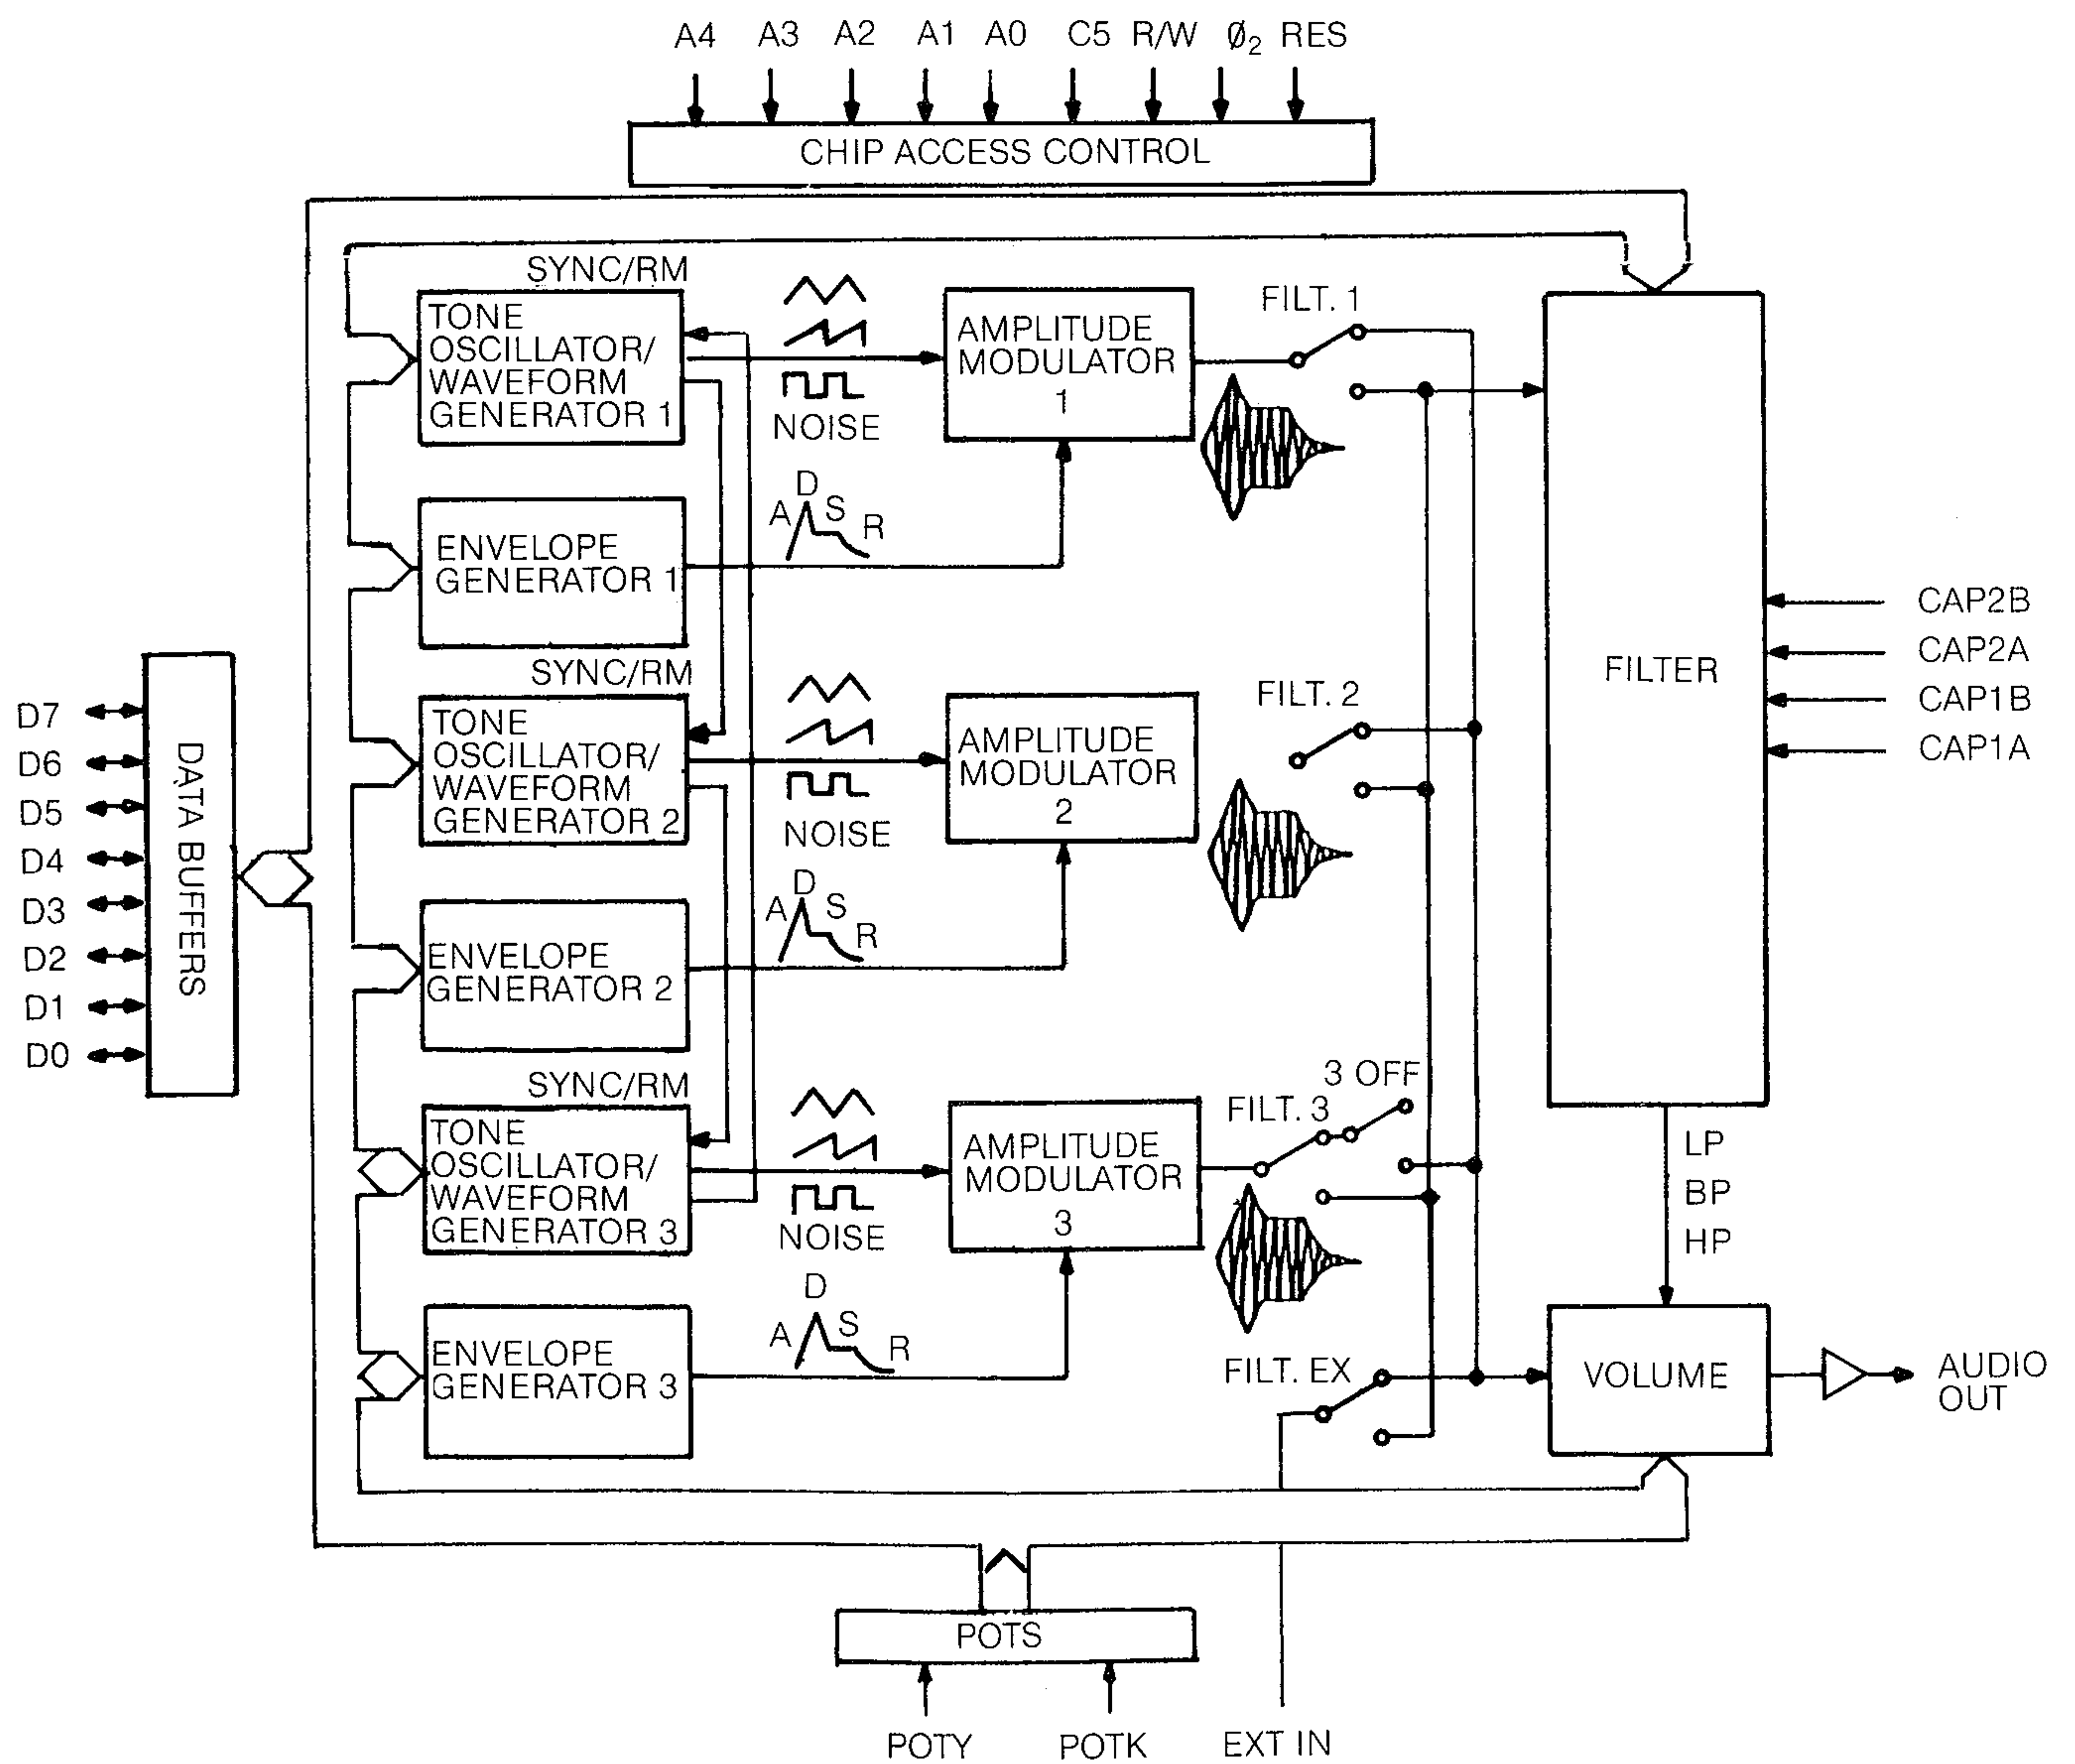 A4 A3 A2 A1 A0 C5 R/W Ø2 RES
CHIP ACCESS CONTROL
SYNC/RM
TONE
OSCILLATOR/
WAVEFORM
GENERATOR 1
NOISE
AMPLITUDE
MODULATOR
1
FILT. 1
ENVELOPE
GENERATOR 1
A D S R
SYNC/RM
TONE
OSCILLATOR/
WAVEFORM
GENERATOR 2
NOISE
AMPLITUDE
MODULATOR
2
FILT. 2
FILTER
CAP2B
CAP2A
CAP1B
CAP1A
D7
D6
D5
D4
D3
D2
D1
D0
DATA BUFFERS
ENVELOPE
GENERATOR 2
A D S R
SYNC/RM
TONE
OSCILLATOR/
WAVEFORM
GENERATOR 3
NOISE
AMPLITUDE
MODULATOR
3
FILT. 3
3 OFF
LP
BP
HP
ENVELOPE
GENERATOR 3
A D S R
FILT. EX
VOLUME
AUDIO
OUT
POTS
POTY
POTK
EXT IN